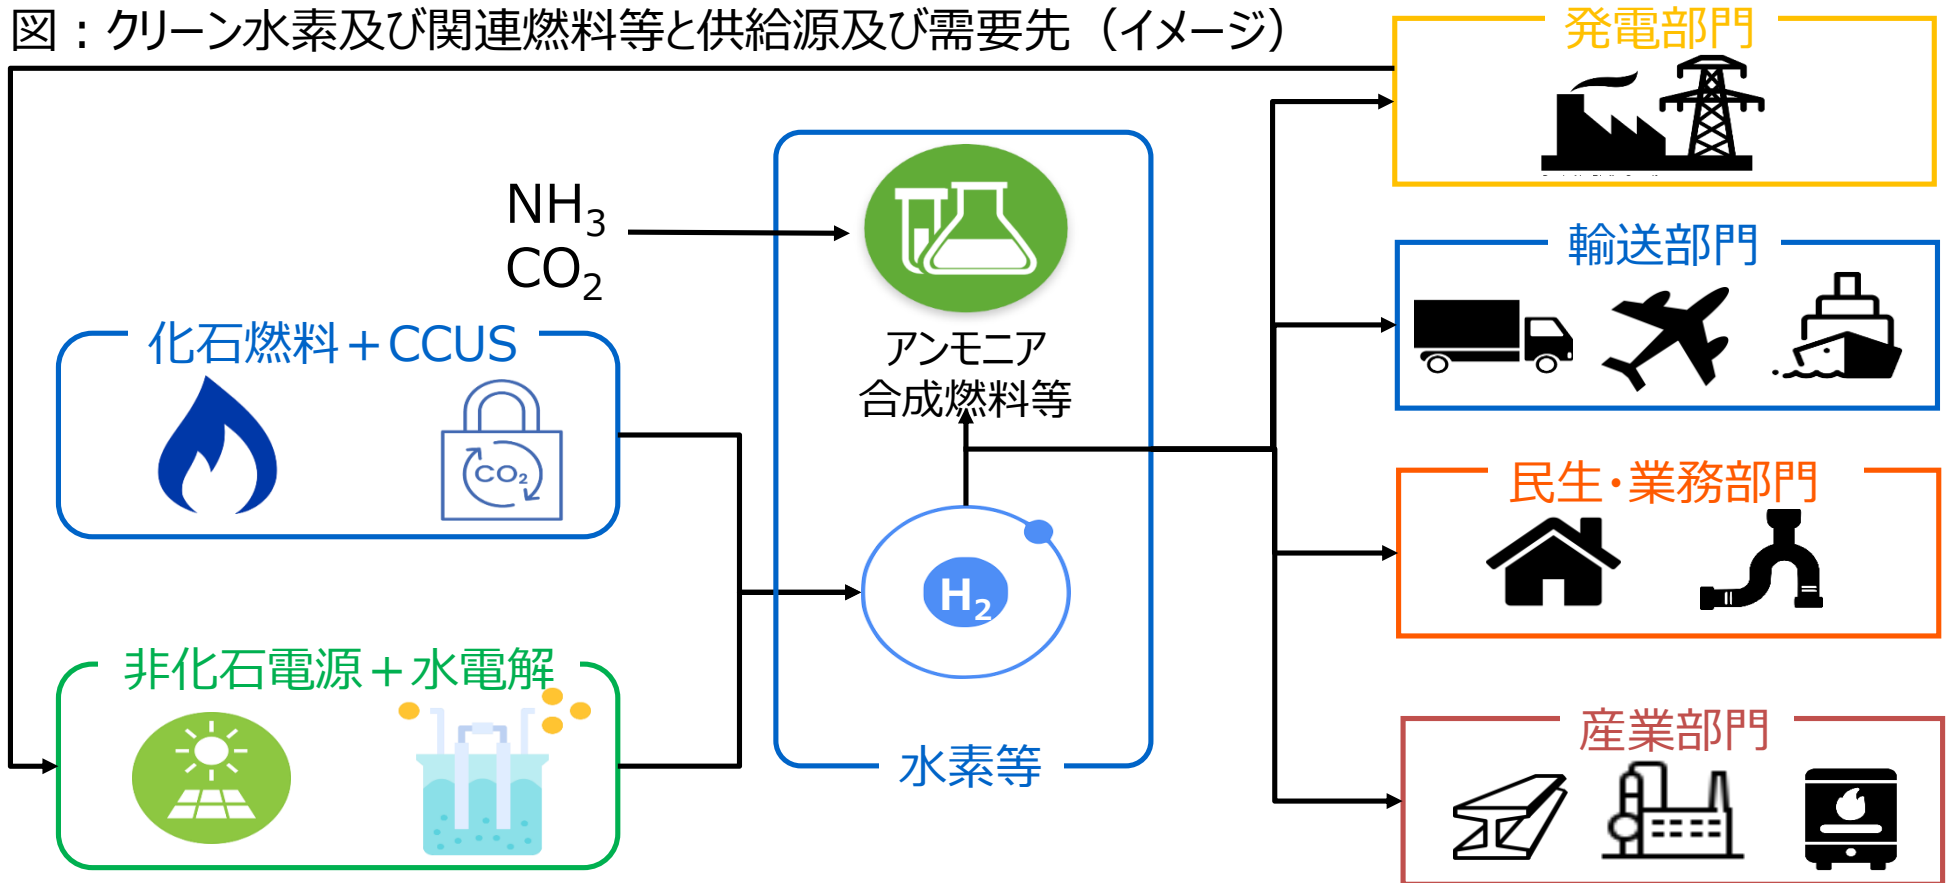 図：クリーン水素及び関連燃料等と供給源及び需要先（イメージ）
発電部門
NH₃
CO₂
輸送部門
化石燃料＋CCUS
CO₂
アンモニア
合成燃料等
民生・業務部門
H₂
非化石電源＋水電解
水素等
産業部門